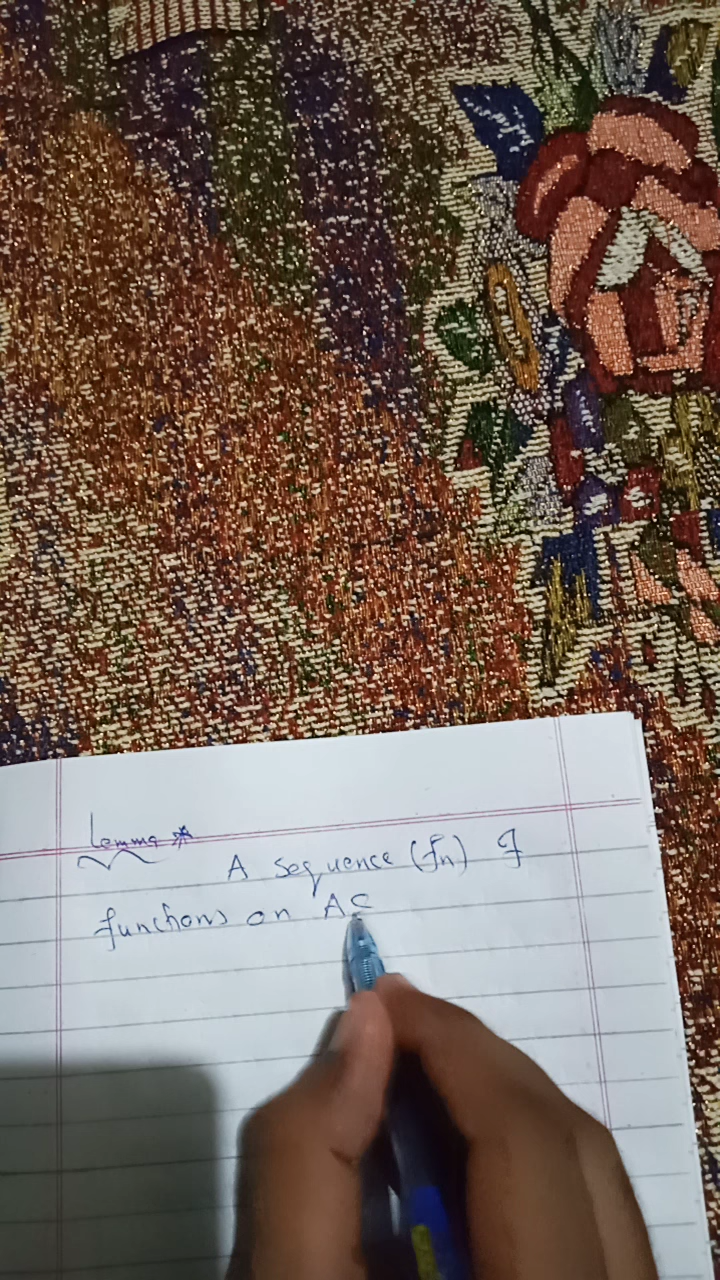 Lemma *
A sequence (fn) of
functions on A⊆